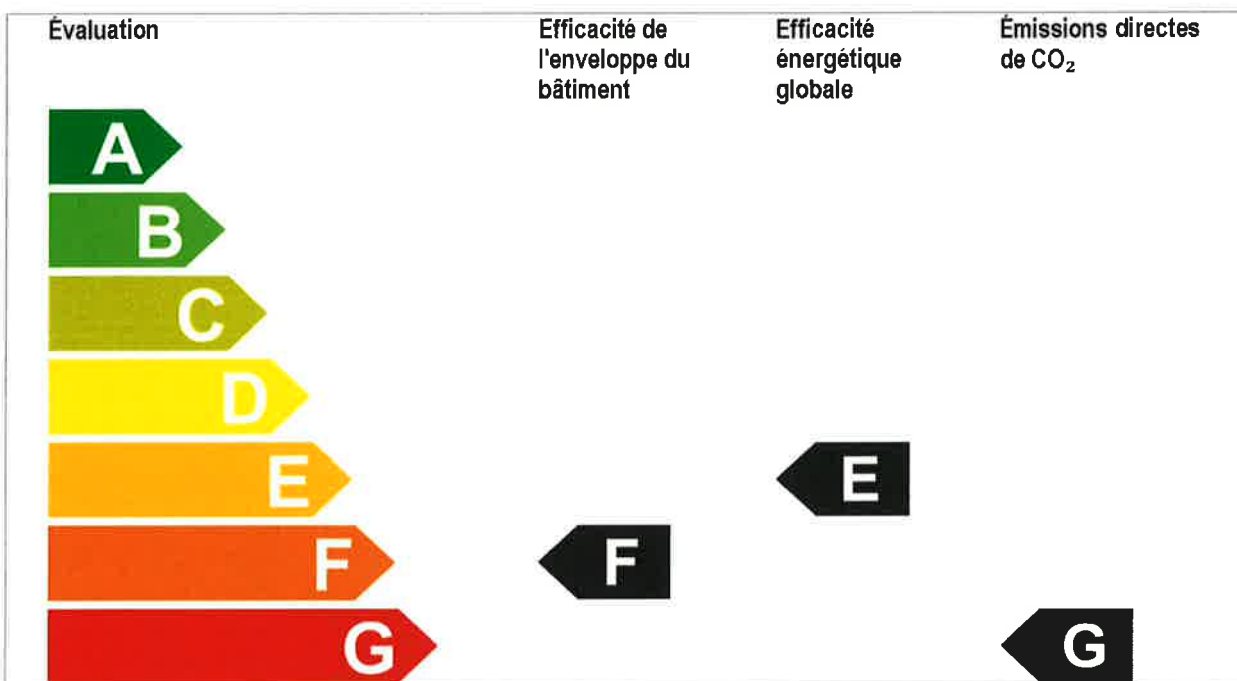 Évaluation
Efficacité de
l'enveloppe du
bâtiment
Efficacité
énergétique
globale
Émissions directes
de CO₂
A
B
C
D
E
E
F
F
G
G